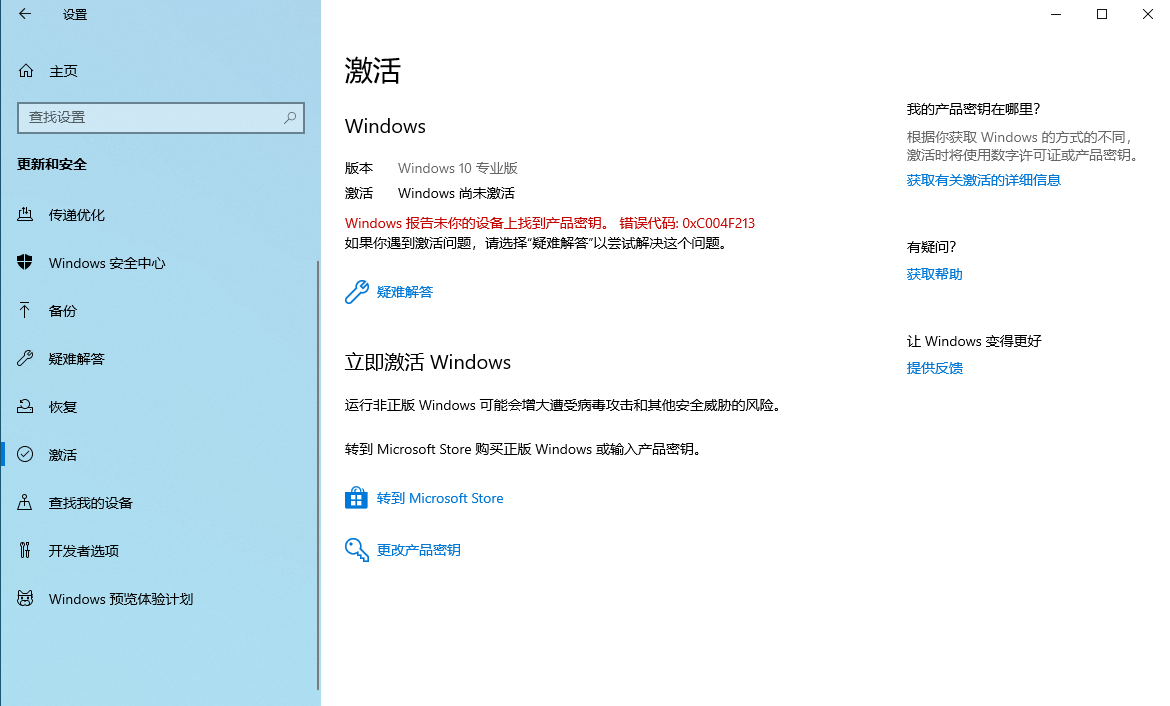 设置
主页
查找设置
更新和安全
传递优化
Windows 安全中心
备份
疑难解答
恢复
激活
查找我的设备
开发者选项
Windows 预览体验计划
激活
Windows
版本 Windows 10 专业版
激活 Windows 尚未激活
Windows 报告未你的设备上找到产品密钥。 错误代码: 0xC004F213
如果你遇到激活问题，请选择"疑难解答"以尝试解决这个问题。
疑难解答
立即激活 Windows
运行非正版 Windows 可能会增大遭受病毒攻击和其他安全威胁的风险。
转到 Microsoft Store 购买正版 Windows 或输入产品密钥。
转到 Microsoft Store
更改产品密钥
我的产品密钥在哪里?
根据你获取 Windows 的方式的不同，
激活时将使用数字许可证或产品密钥。
获取有关激活的详细信息
有疑问?
获取帮助
让 Windows 变得更好
提供反馈